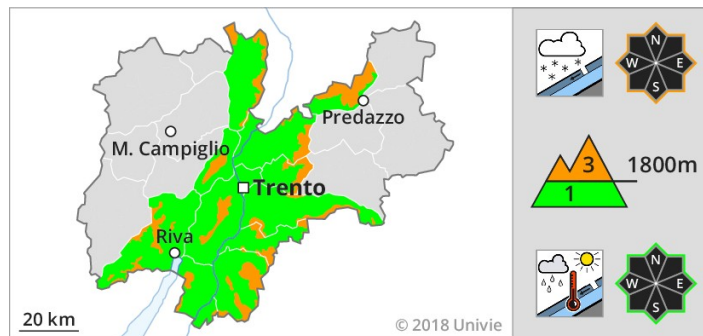 Predazzo
M. Campiglio
Trento
Riva
20 km
© 2018 Univie
N
W E
S
3 1800m
1
N
W E
S